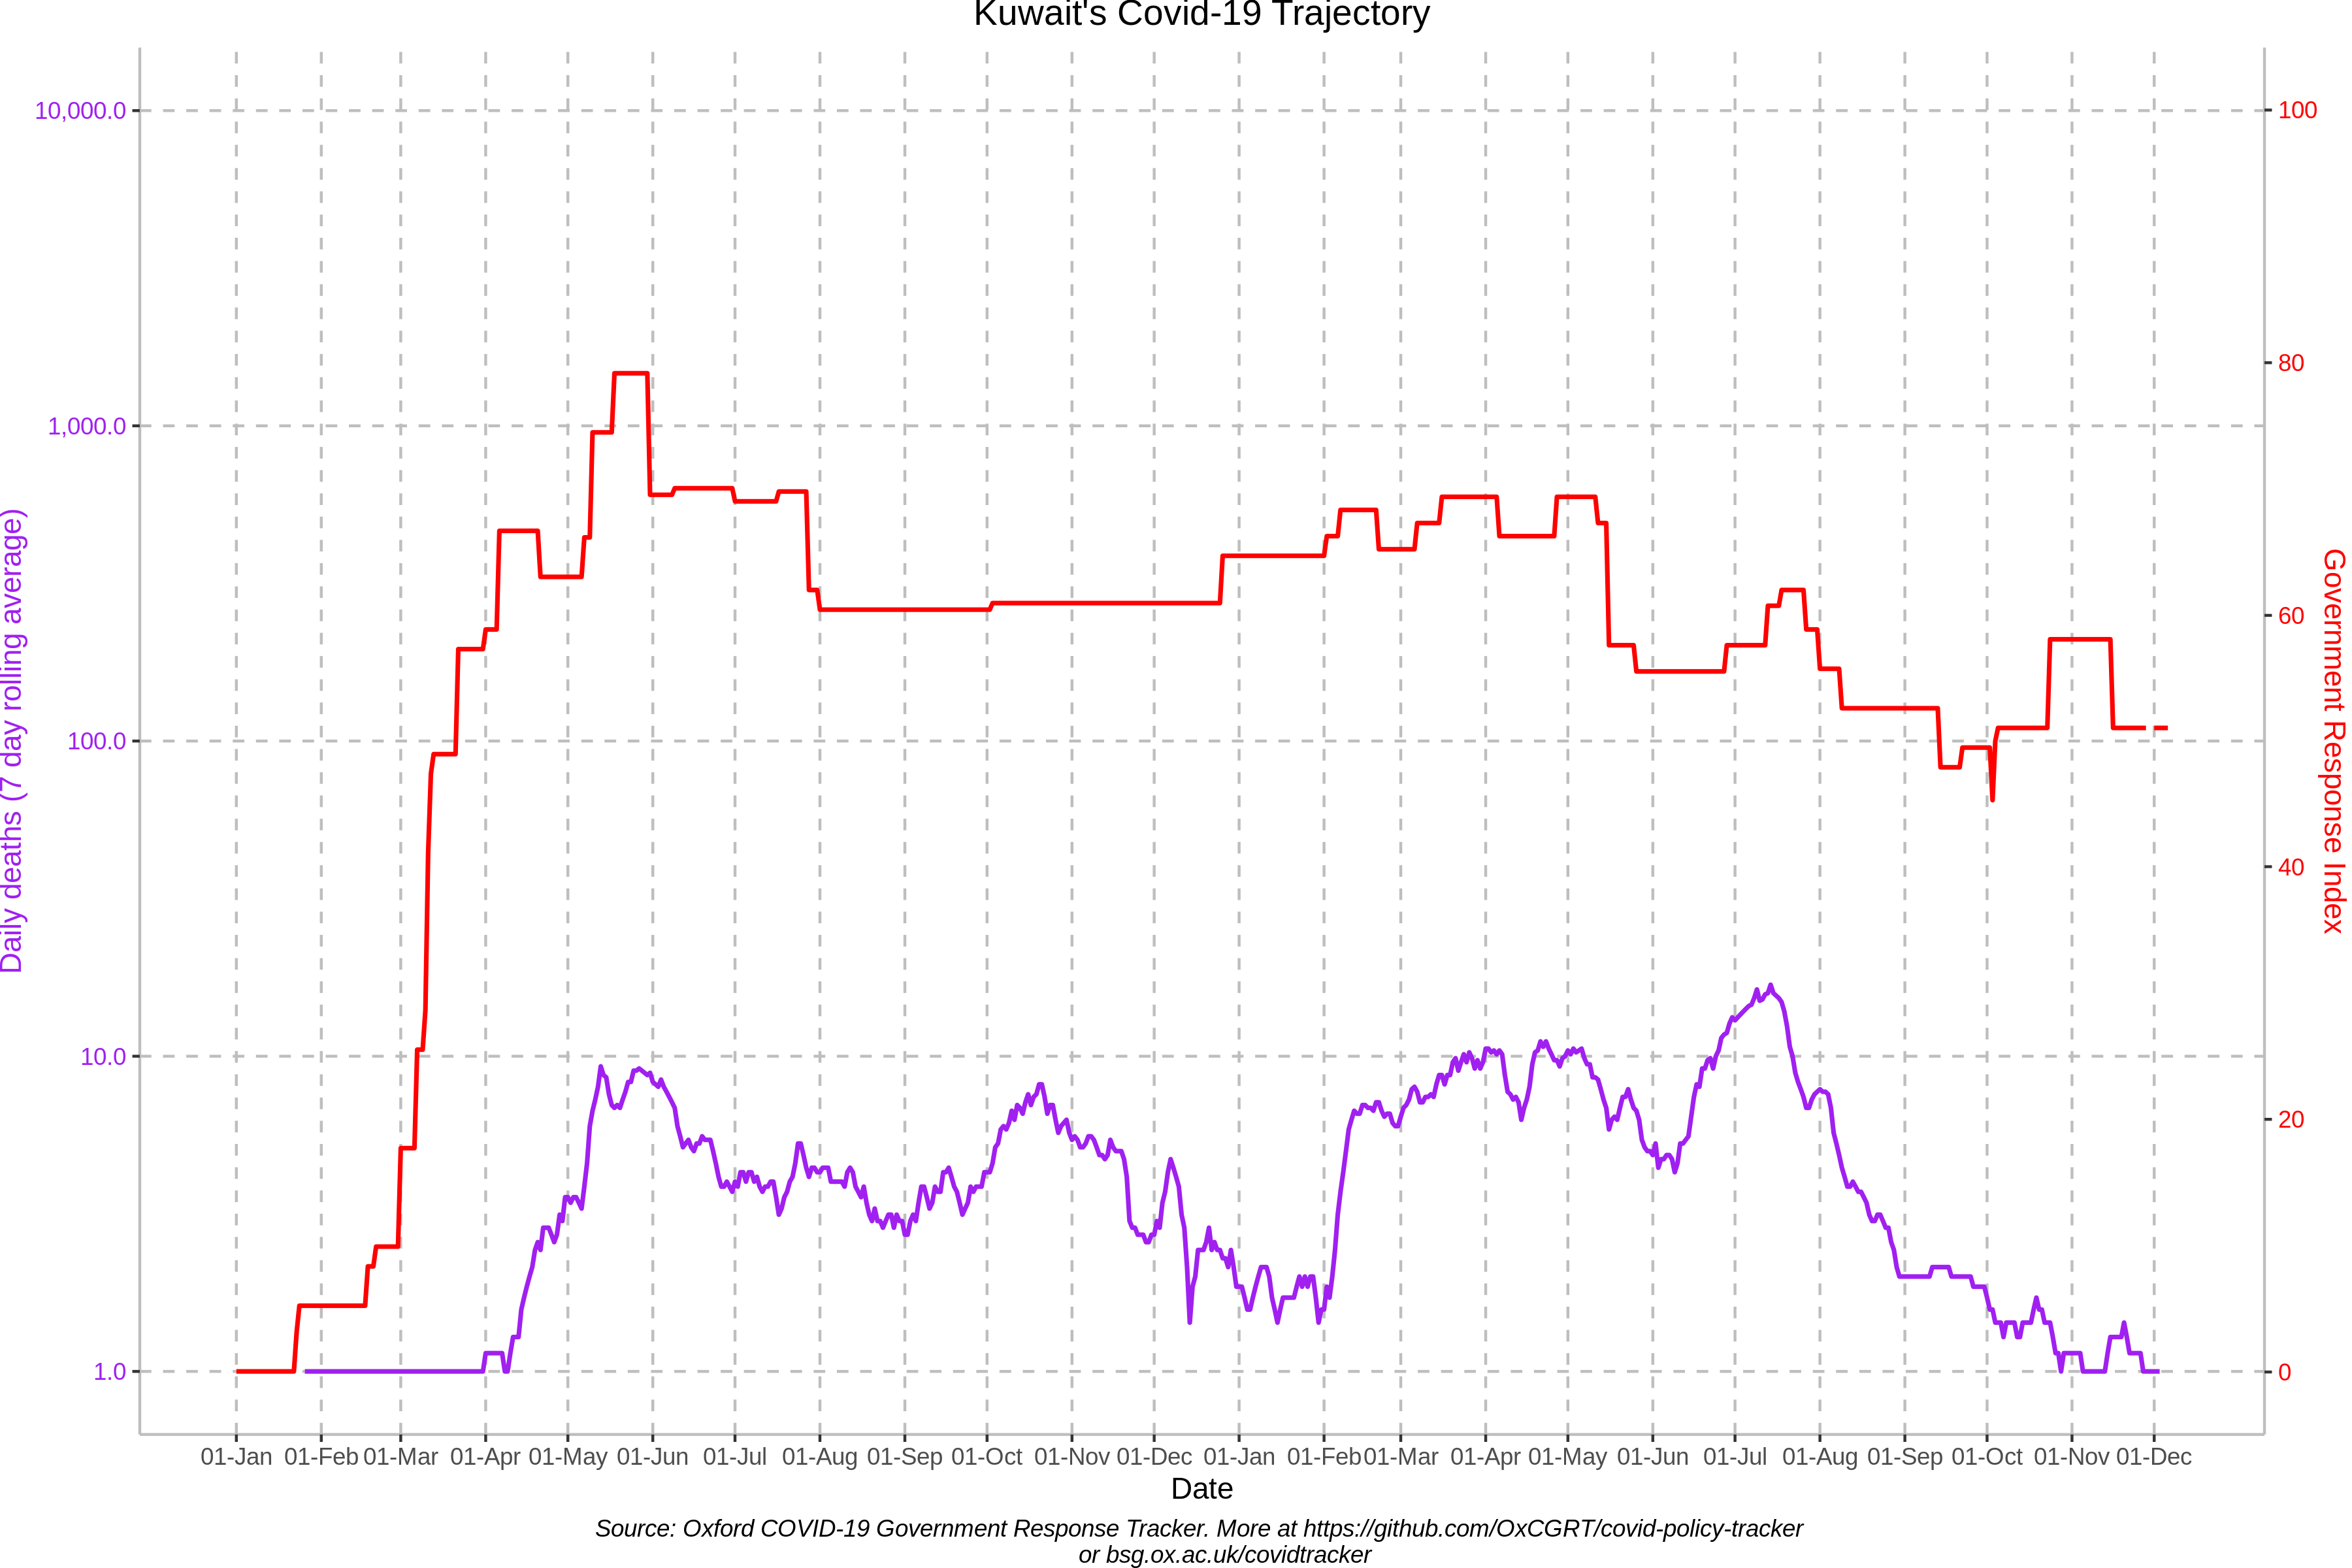 Kuwait's Covid-19 Trajectory
10,000.0
1,000.0
100.0
10.0
1.0
Daily deaths (7 day rolling average)
100
80
60
40
20
0
Government Response Index
01-Jan 01-Feb 01-Mar 01-Apr 01-May 01-Jun 01-Jul 01-Aug 01-Sep 01-Oct 01-Nov 01-Dec 01-Jan 01-Feb 01-Mar 01-Apr 01-May 01-Jun 01-Jul 01-Aug 01-Sep 01-Oct 01-Nov 01-Dec
Date
Source: Oxford COVID-19 Government Response Tracker. More at https://github.com/OxCGRT/covid-policy-tracker
or bsg.ox.ac.uk/covidtracker